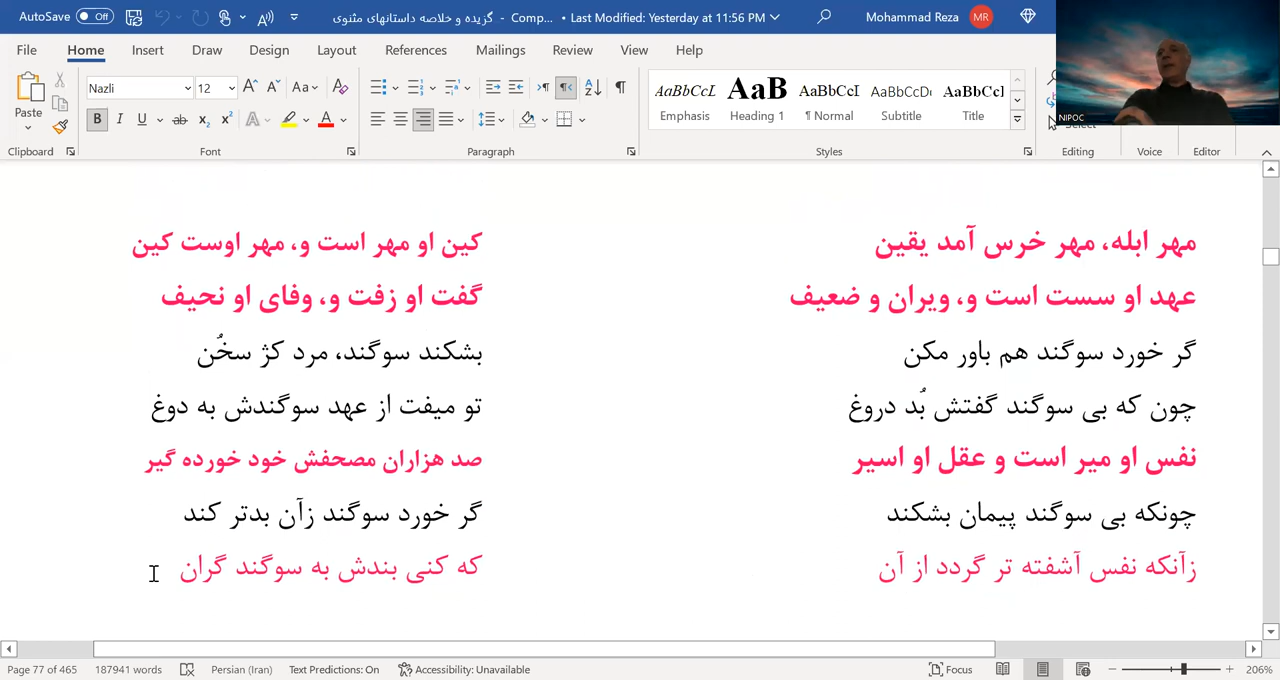 AutoSave Off گزیده و خلاصه داستانهای مثنوی - Comp... • Last Modified: Yesterday at 11:56 PM Mohammad Reza MR
File Home Insert Draw Design Layout References Mailings Review View Help
Nazli 12 Aa
Paste B I U ab x₂ x² A A
AaBbCcL AaB AaBbCcI AaBbCcD AaBbCcI
Emphasis Heading 1 ¶ Normal Subtitle Title
Select
NIPOC
Clipboard Font Paragraph Styles Editing Voice Editor
مهر ابله، مهر خرس آمد یقین کین او مهر است و، مهر اوست کین
عهد او سست است و، ویران و ضعیف گفت او زفت و، وفای او نحیف
گر خورد سوگند هم باور مکن بشکند سوگند، مرد کژ سخُن
چون که بی سوگند گفتش بُد دروغ تو میفت از عهد سوگندش به دوغ
نفس او میر است و عقل او اسیر صد هزاران مصحفش خود خورده گیر
چونکه بی سوگند پیمان بشکند گر خورد سوگند زآن بدتر کند
زآنکه نفس آشفته تر گردد از آن که کنی بندش به سوگند گران
Page 77 of 465 187941 words Persian (Iran) Text Predictions: On Accessibility: Unavailable Focus 206%